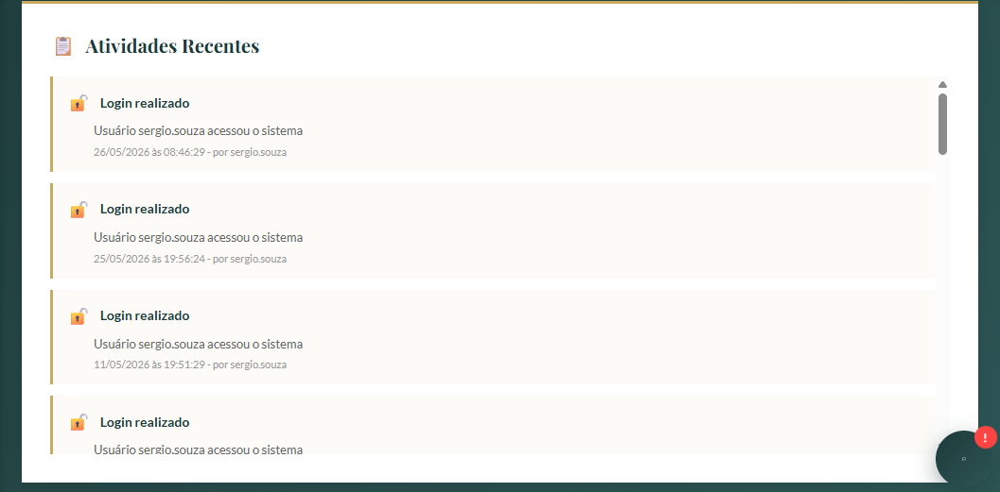 Atividades Recentes
Login realizado
Usuário sergio.souza acessou o sistema
26/05/2026 às 08:46:29 - por sergio.souza
Login realizado
Usuário sergio.souza acessou o sistema
25/05/2026 às 19:56:24 - por sergio.souza
Login realizado
Usuário sergio.souza acessou o sistema
11/05/2026 às 19:51:29 - por sergio.souza
Login realizado
Usuário sergio.souza acessou o sistema
!